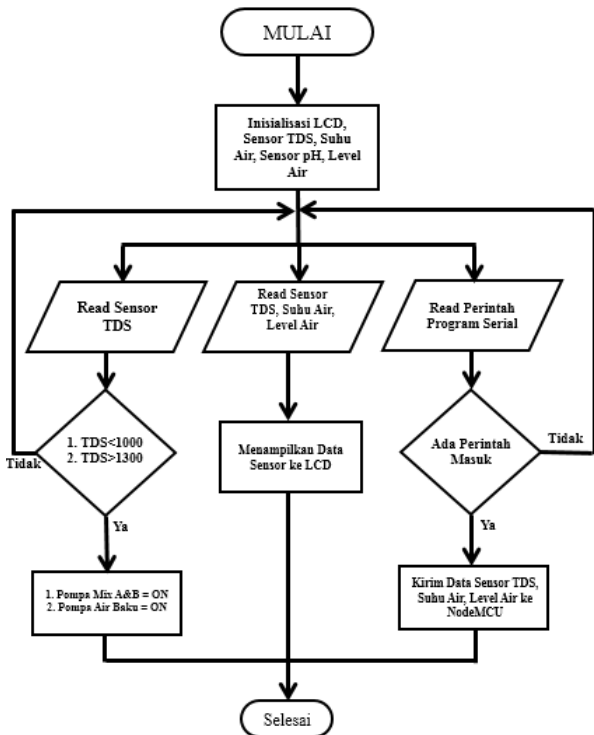 MULAI
Inisialisasi LCD,
Sensor TDS, Suhu
Air, Sensor pH, Level
Air
Read Sensor
TDS
Read Sensor
TDS, Suhu Air,
Level Air
Read Perintah
Program Serial
1. TDS<1000
2. TDS>1300
Tidak
Ya
Menampilkan Data
Sensor ke LCD
Ada Perintah
Masuk
Tidak
Ya
1. Pompa Mix A&B = ON
2. Pompa Air Baku = ON
Kirim Data Sensor TDS,
Suhu Air, Level Air ke
NodeMCU
Selesai